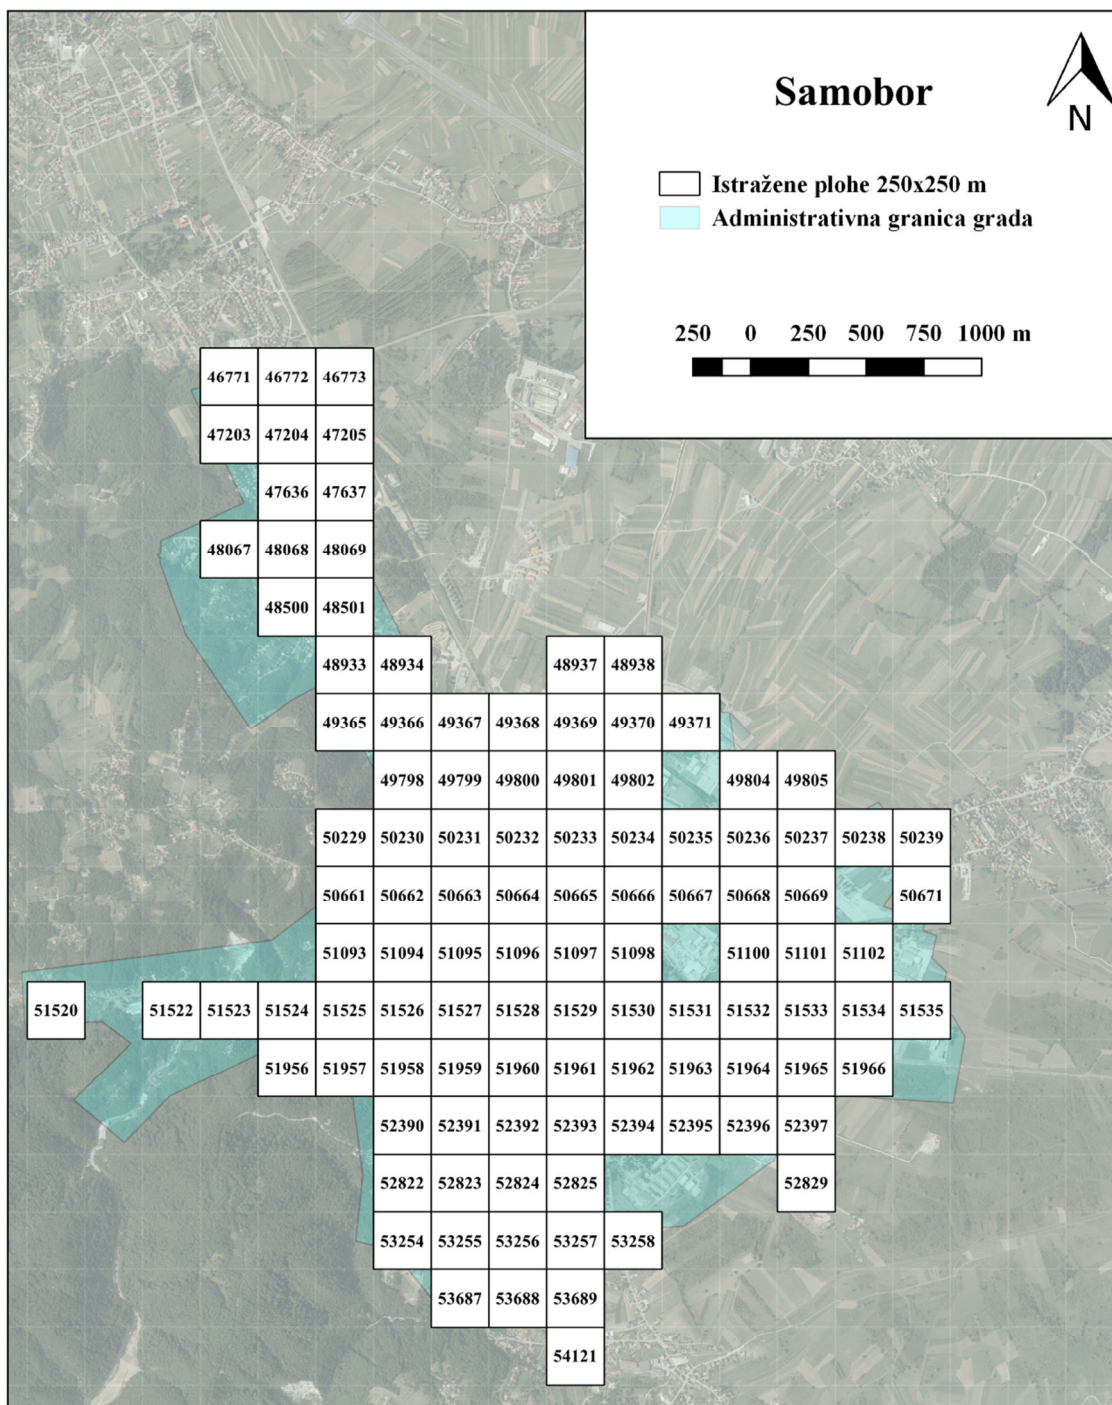 Samobor
N
Istražene plohe 250x250 m
Administrativna granica grada
250 0 250 500 750 1000 m
46771 46772 46773
47203 47204 47205
47636 47637
48067 48068 48069
48500 48501
48933 48934 48937 48938
49365 49366 49367 49368 49369 49370 49371
49798 49799 49800 49801 49802 49804 49805
50229 50230 50231 50232 50233 50234 50235 50236 50237 50238 50239
50661 50662 50663 50664 50665 50666 50667 50668 50669 50671
51093 51094 51095 51096 51097 51098 51100 51101 51102
51520 51522 51523 51524 51525 51526 51527 51528 51529 51530 51531 51532 51533 51534 51535
51956 51957 51958 51959 51960 51961 51962 51963 51964 51965 51966
52390 52391 52392 52393 52394 52395 52396 52397
52822 52823 52824 52825 52829
53254 53255 53256 53257 53258
53687 53688 53689
54121